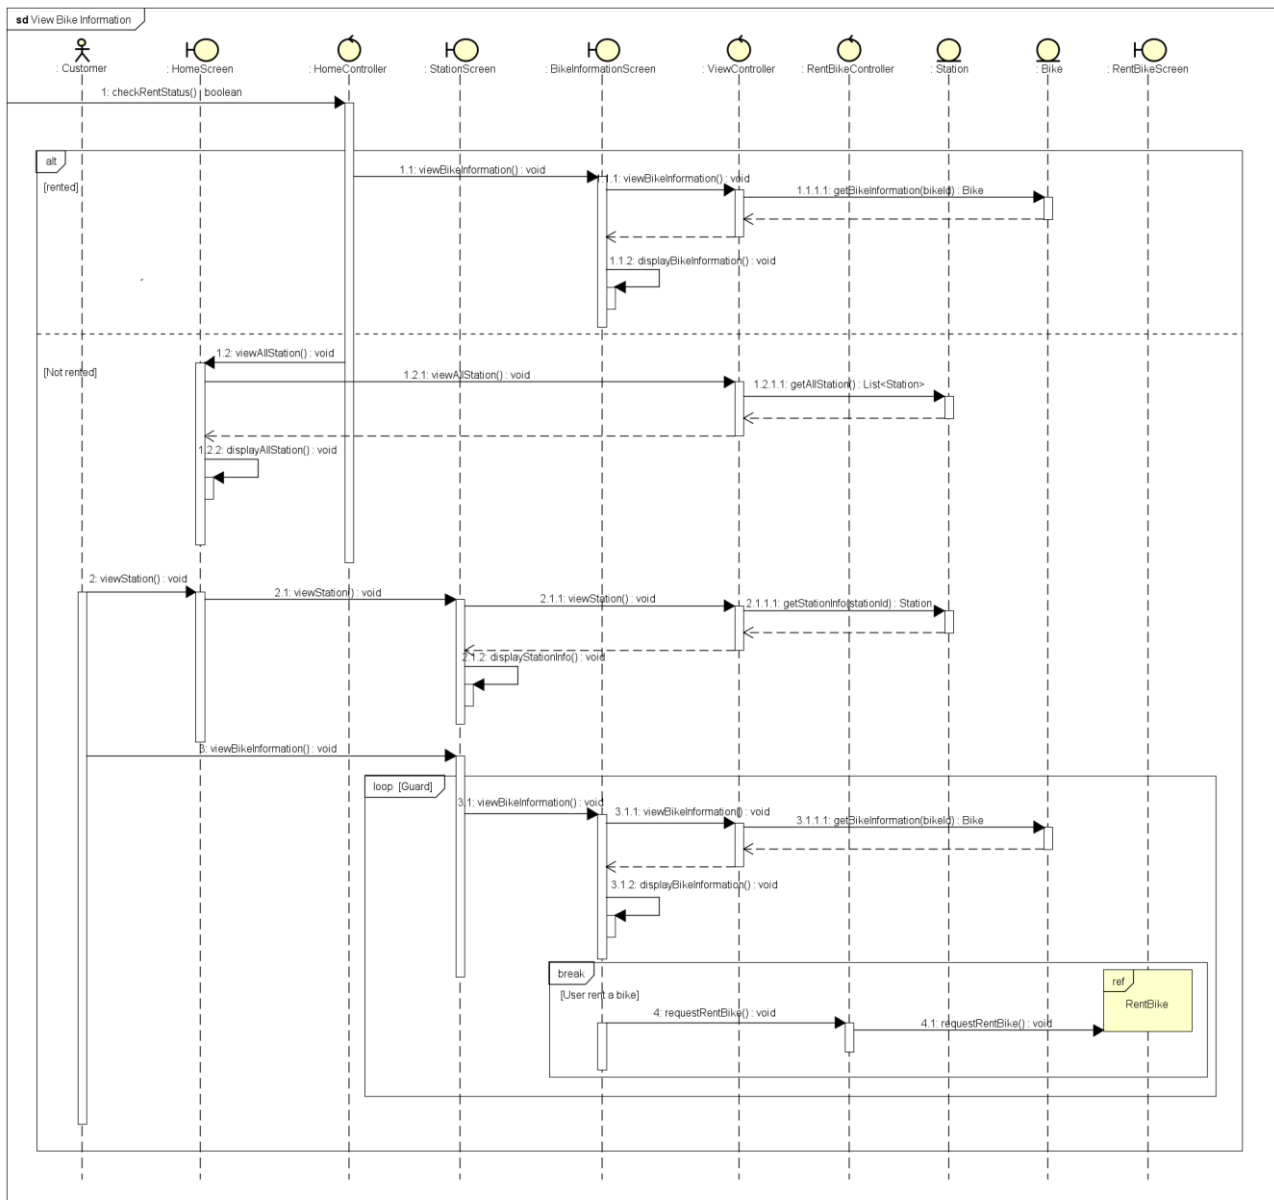 sd View Bike Information
: Customer
: HomeScreen
: HomeController
: StationScreen
: BikeInformationScreen
: ViewController
: RentBikeController
: Station
: Bike
: RentBikeScreen
1: checkRentStatus() : boolean
alt
[rented]
1.1: viewBikeInformation() : void
1.1.1: viewBikeInformation() : void
1.1.1.1: getBikeInformation(bikeId) : Bike
1.1.2: displayBikeInformation() : void
[Not rented]
1.2: viewAllStation() : void
1.2.1: viewAllStation() : void
1.2.1.1: getAllStation() : List<Station>
1.2.2: displayAllStation() : void
2: viewStation() : void
2.1: viewStation() : void
2.1.1: viewStation() : void
2.1.1.1: getStationInfo(stationId) : Station
2.1.2: displayStationInfo() : void
3: viewBikeInformation() : void
loop [Guard]
3.1: viewBikeInformation() : void
3.1.1: viewBikeInformation() : void
3.1.1.1: getBikeInformation(bikeId) : Bike
3.1.2: displayBikeInformation() : void
break
[User rent a bike]
ref
RentBike
4: requestRentBike() : void
4.1: requestRentBike() : void